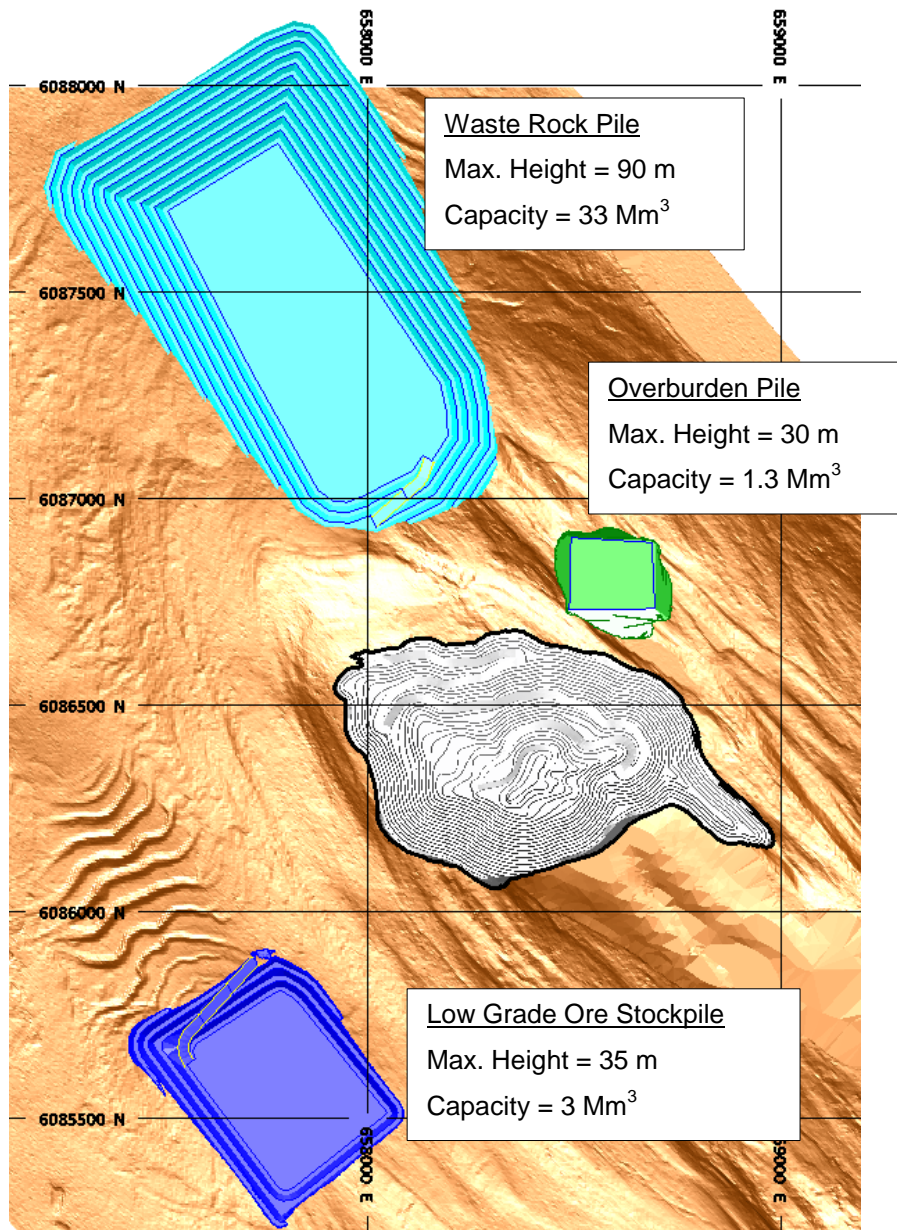 658000 E
659000 E
6088000 N
Waste Rock Pile
Max. Height = 90 m
Capacity = 33 Mm³
6087500 N
Overburden Pile
Max. Height = 30 m
Capacity = 1.3 Mm³
6087000 N
6086500 N
6086000 N
Low Grade Ore Stockpile
Max. Height = 35 m
Capacity = 3 Mm³
6085500 N
658000 E
59000 E